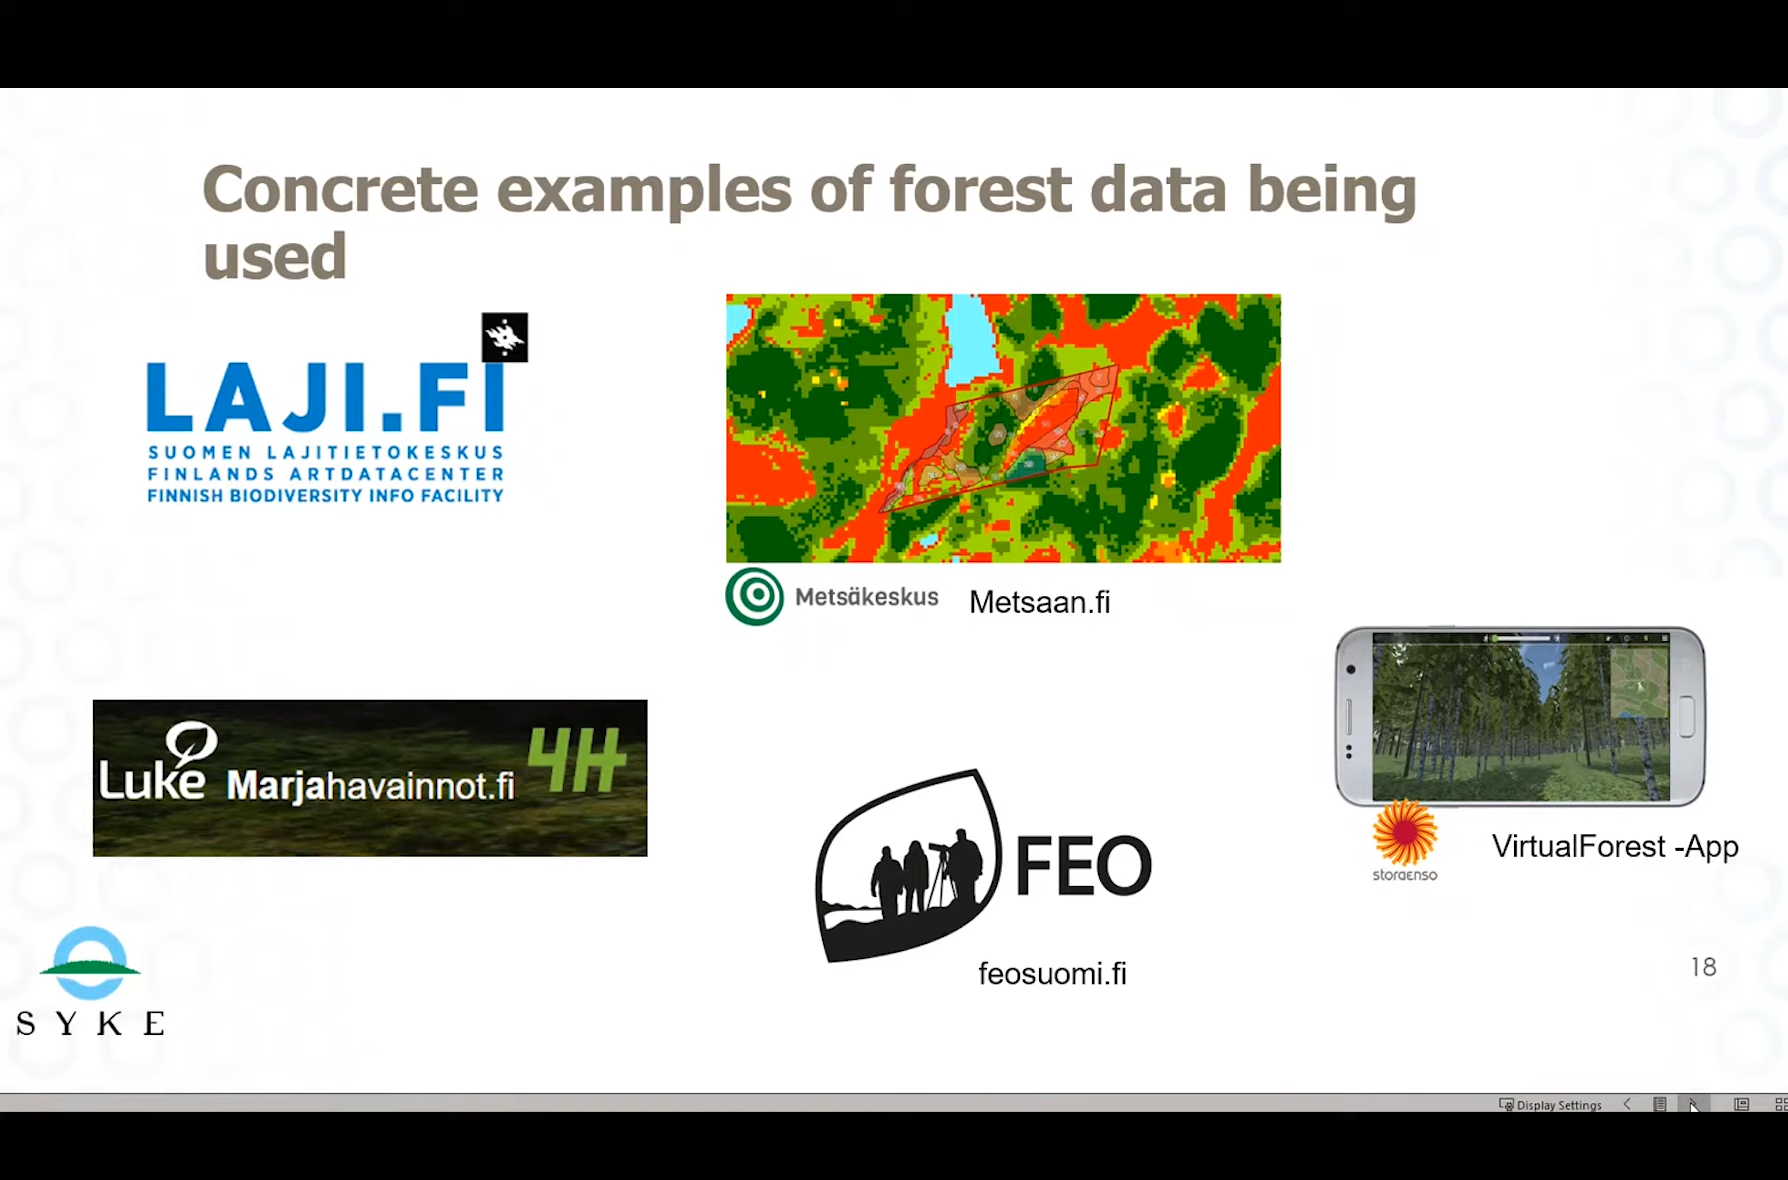 Concrete examples of forest data being
used
LAJI.FI
SUOMEN LAJITIETOKESKUS
FINLANDS ARTDATACENTER
FINNISH BIODIVERSITY INFO FACILITY
Metsäkeskus
Metsaan.fi
Luke Marjahavainnot.fi 4H
FEO
feosuomi.fi
storaenso
VirtualForest -App
18
SYKE
Display Settings